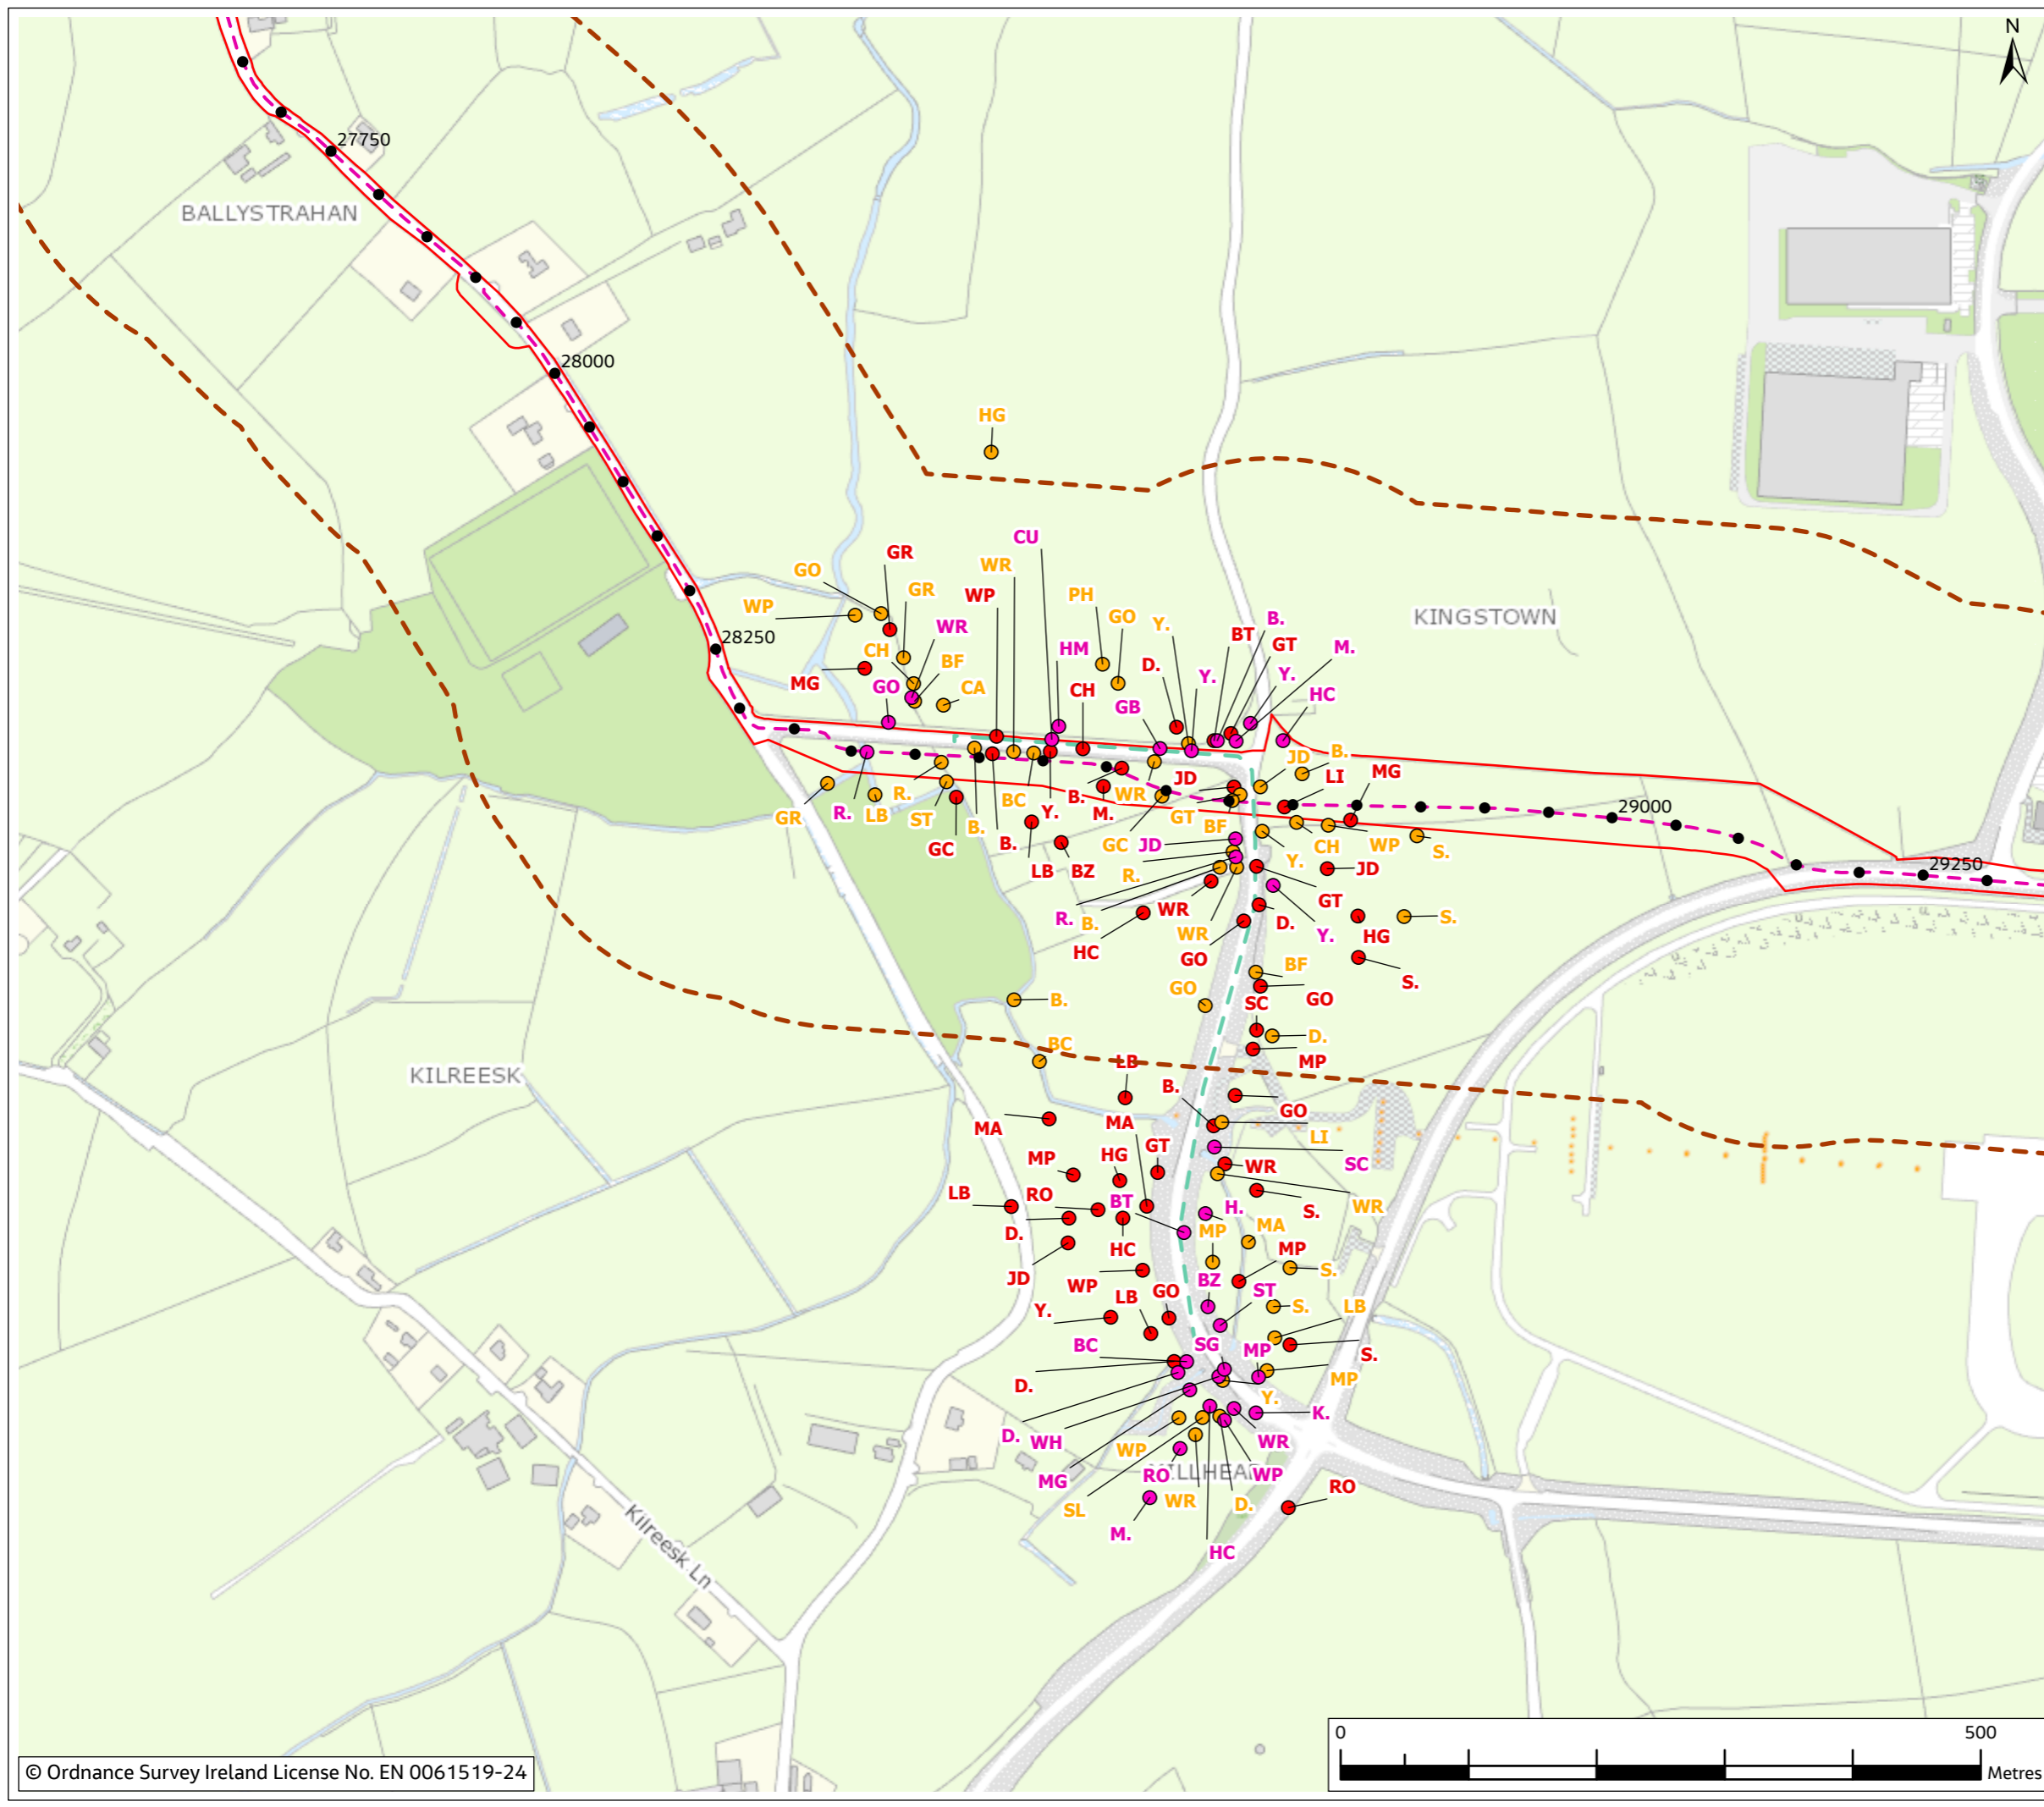 N
27750
BALLYSTRAHAN
28000
HG
CU
GR
WR
GO
GR
WP
PH
WP
GO
KINGSTOWN
B.
Y.
WR
BT
GT
28250
M.
HM
CH
BF
D.
Y.
Y.
MG
GO
CA
CH
HC
GB
B.
JD
MG
LI
JD
R.
WR
B.
BC
29000
Y.
M.
R.
LB
ST
GT
GR
BF
B.
B.
GC
JD
CH
WP
S.
GC
Y.
29250
LB
BZ
R.
JD
GT
WR
R.
B.
S.
D.
WR
Y.
HG
HC
GO
BF
S.
GO
GO
SC
B.
D.
BC
LB
MP
KILREESK
B.
GO
MA
MA
LI
GT
HG
MP
SC
WR
LB
RO
BT
WR
H.
S.
MA
D.
MP
HC
MP
S.
JD
BZ
WP
GO
ST
LB
S.
LB
Y.
BC
SG
MP
S.
D.
MP
Y.
K.
D.
WH
WR
WP
MG
RO
MILLHEAD
WP
RO
WR
D.
SL
M.
HC
Kilreesk Ln
0
500
Metres
© Ordnance Survey Ireland License No. EN 0061519-24